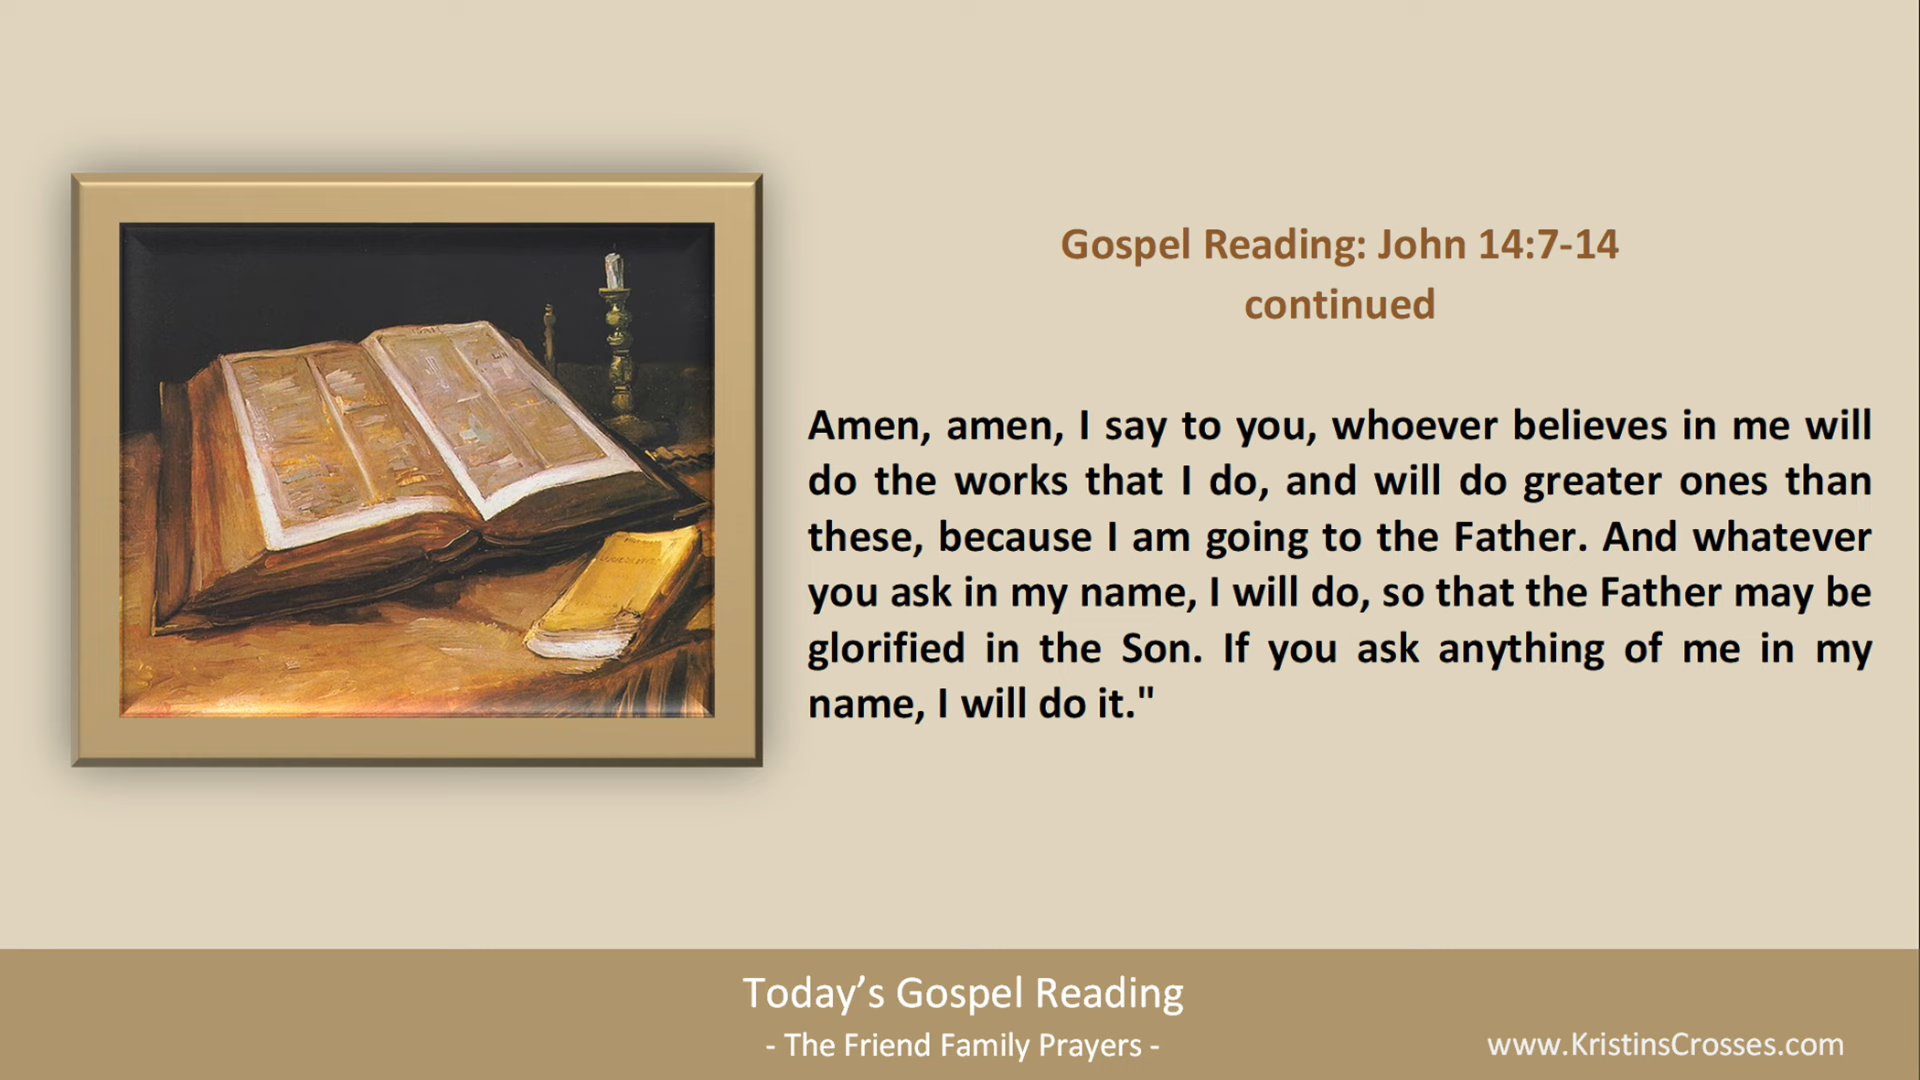 Gospel Reading: John 14:7-14
continued
Amen, amen, I say to you, whoever believes in me will
do the works that I do, and will do greater ones than
these, because I am going to the Father. And whatever
you ask in my name, I will do, so that the Father may be
glorified in the Son. If you ask anything of me in my
name, I will do it."
Today’s Gospel Reading
- The Friend Family Prayers -
www.KristinsCrosses.com